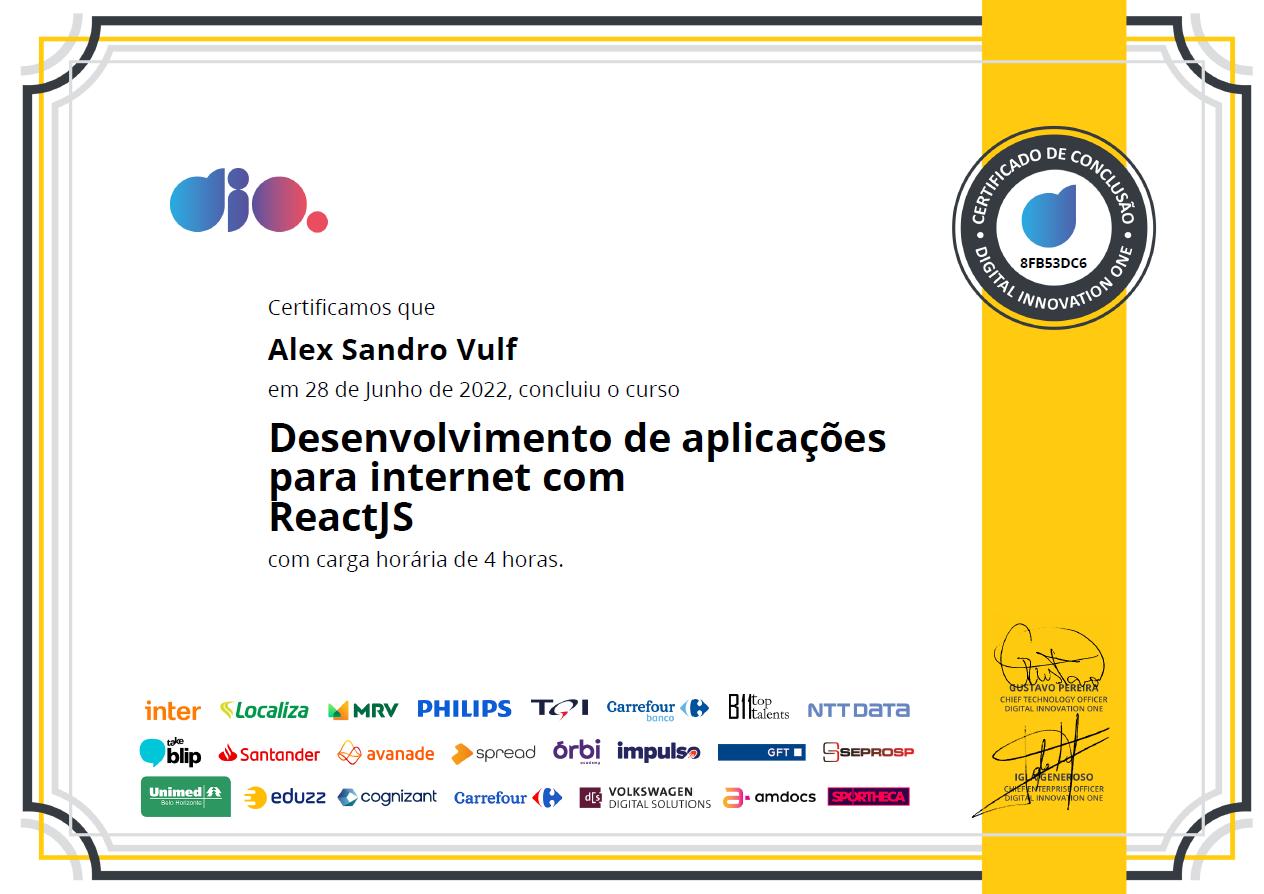 dio.
CERTIFICADO DE CONCLUSÃO
8FB53DC6
DIGITAL INNOVATION ONE
Certificamos que
Alex Sandro Vulf
em 28 de Junho de 2022, concluiu o curso
Desenvolvimento de aplicações
para internet com
ReactJS
com carga horária de 4 horas.
Gustavo
GUSTAVO PEREIRA
CHIEF TECHNOLOGY OFFICER
DIGITAL INNOVATION ONE
inter Localiza MRV PHILIPS TQI Carrefour banco top talents NTT DATA
take blip Santander avanade spread órbi academy impulso GFT SEPROSP
Unimed Belo Horizonte eduzz cognizant Carrefour d[s VOLKSWAGEN DIGITAL SOLUTIONS amdocs SPORTHECA
GENEROSO
CHIEF ENTERPRISE OFFICER
DIGITAL INNOVATION ONE